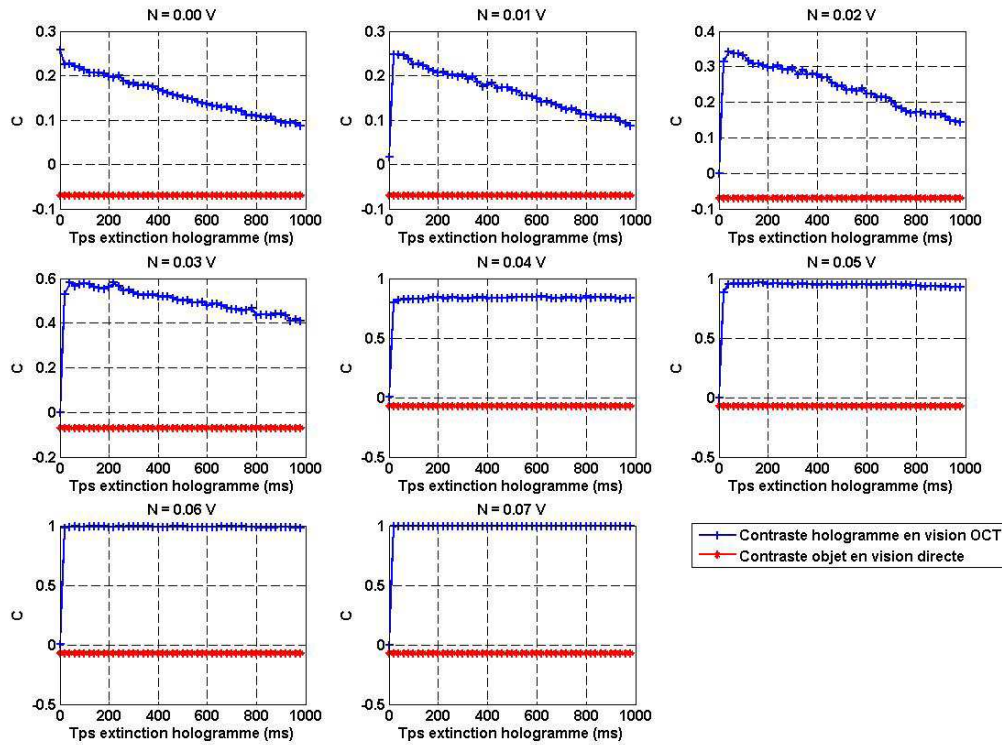 N = 0.00 V
0.3
0.2
0.1
0
-0.1
C
0 200 400 600 800 1000
Tps extinction hologramme (ms)
N = 0.01 V
0.3
0.2
0.1
0
-0.1
C
0 200 400 600 800 1000
Tps extinction hologramme (ms)
N = 0.02 V
0.4
0.3
0.2
0.1
0
-0.1
C
0 200 400 600 800 1000
Tps extinction hologramme (ms)
N = 0.03 V
0.6
0.4
0.2
0
-0.2
C
0 200 400 600 800 1000
Tps extinction hologramme (ms)
N = 0.04 V
1
0.5
0
-0.5
C
0 200 400 600 800 1000
Tps extinction hologramme (ms)
N = 0.05 V
1
0.5
0
-0.5
C
0 200 400 600 800 1000
Tps extinction hologramme (ms)
N = 0.06 V
1
0.5
0
-0.5
C
0 200 400 600 800 1000
Tps extinction hologramme (ms)
N = 0.07 V
1
0.5
0
-0.5
C
0 200 400 600 800 1000
Tps extinction hologramme (ms)
Contraste hologramme en vision OCT
Contraste objet en vision directe